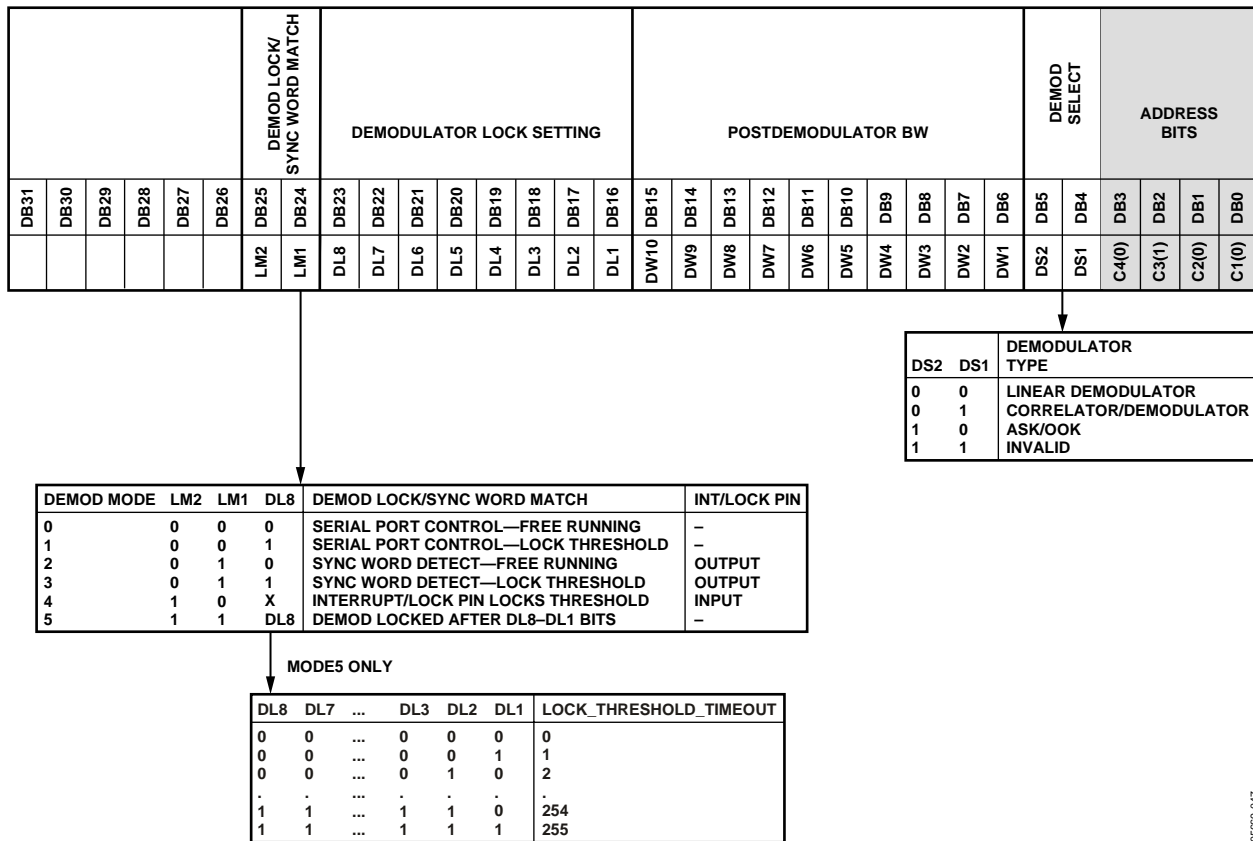 DEMOD LOCK/
SYNC WORD MATCH
DEMODULATOR LOCK SETTING
POSTDEMODULATOR BW
DEMOD
SELECT
ADDRESS
BITS
DB31 DB30 DB29 DB28 DB27 DB26 DB25 DB24 DB23 DB22 DB21 DB20 DB19 DB18 DB17 DB16 DB15 DB14 DB13 DB12 DB11 DB10 DB9 DB8 DB7 DB6 DB5 DB4 DB3 DB2 DB1 DB0
LM2 LM1 DL8 DL7 DL6 DL5 DL4 DL3 DL2 DL1 DW10 DW9 DW8 DW7 DW6 DW5 DW4 DW3 DW2 DW1 DS2 DS1 C4(0) C3(1) C2(0) C1(0)
DEMODULATOR
DS2 DS1 TYPE
0 0 LINEAR DEMODULATOR
0 1 CORRELATOR/DEMODULATOR
1 0 ASK/OOK
1 1 INVALID
DEMOD MODE LM2 LM1 DL8 DEMOD LOCK/SYNC WORD MATCH INT/LOCK PIN
0 0 0 0 SERIAL PORT CONTROL—FREE RUNNING –
1 0 0 1 SERIAL PORT CONTROL—LOCK THRESHOLD –
2 0 1 0 SYNC WORD DETECT—FREE RUNNING OUTPUT
3 0 1 1 SYNC WORD DETECT—LOCK THRESHOLD OUTPUT
4 1 0 X INTERRUPT/LOCK PIN LOCKS THRESHOLD INPUT
5 1 1 DL8 DEMOD LOCKED AFTER DL8–DL1 BITS –
MODE5 ONLY
DL8 DL7 ... DL3 DL2 DL1 LOCK_THRESHOLD_TIMEOUT
0 0 ... 0 0 0 0
0 0 ... 0 0 1 1
0 0 ... 0 1 0 2
. . ... . . . .
1 1 ... 1 1 0 254
1 1 ... 1 1 1 255